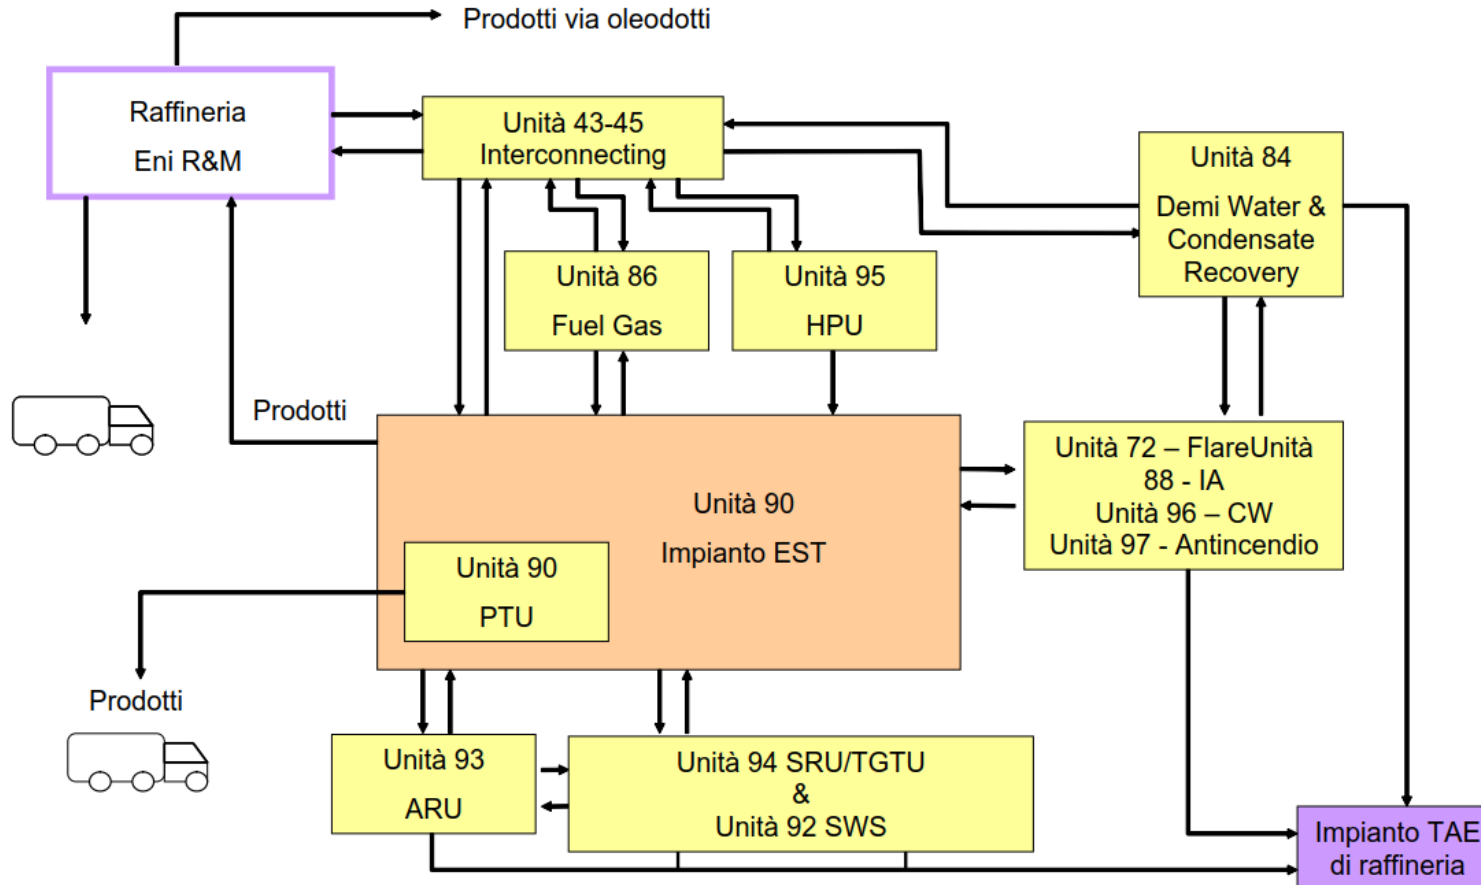 Prodotti via oleodotti
Raffineria
Eni R&M
Unità 43-45
Interconnecting
Unità 84
Demi Water &
Condensate
Recovery
Unità 86
Fuel Gas
Unità 95
HPU
Prodotti
Unità 72 – FlareUnità
88 - IA
Unità 96 – CW
Unità 97 - Antincendio
Unità 90
Impianto EST
Unità 90
PTU
Prodotti
Unità 93
ARU
Unità 94 SRU/TGTU
&
Unità 92 SWS
Impianto TAE
di raffineria